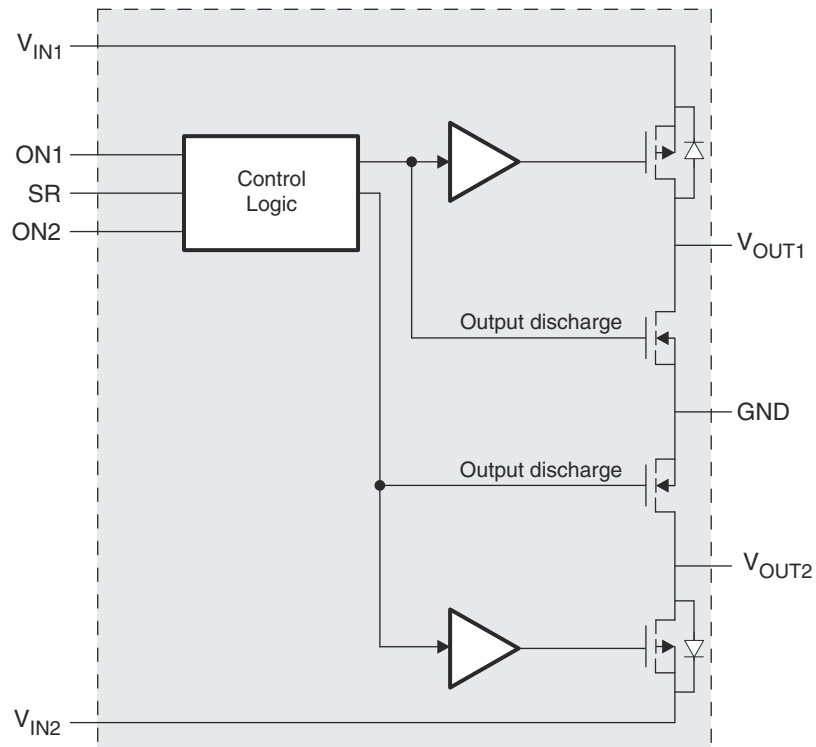 V_IN1
ON1
SR
ON2
Control
Logic
V_OUT1
Output discharge
GND
Output discharge
V_OUT2
V_IN2